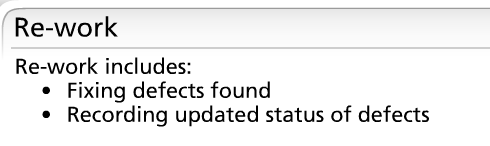 Re-work
Re-work includes:
• Fixing defects found
• Recording updated status of defects